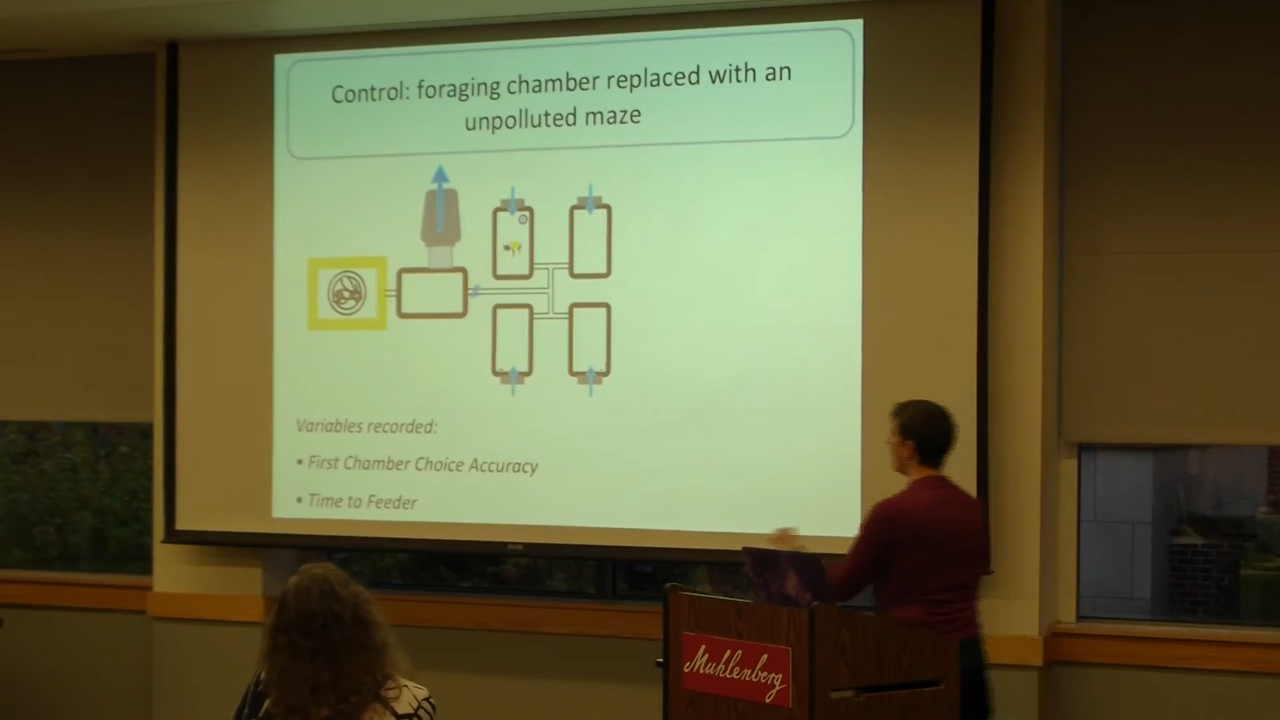 Control: foraging chamber replaced with an
unpolluted maze
Variables recorded:
• First Chamber Choice Accuracy
• Time to Feeder
Muhlenberg